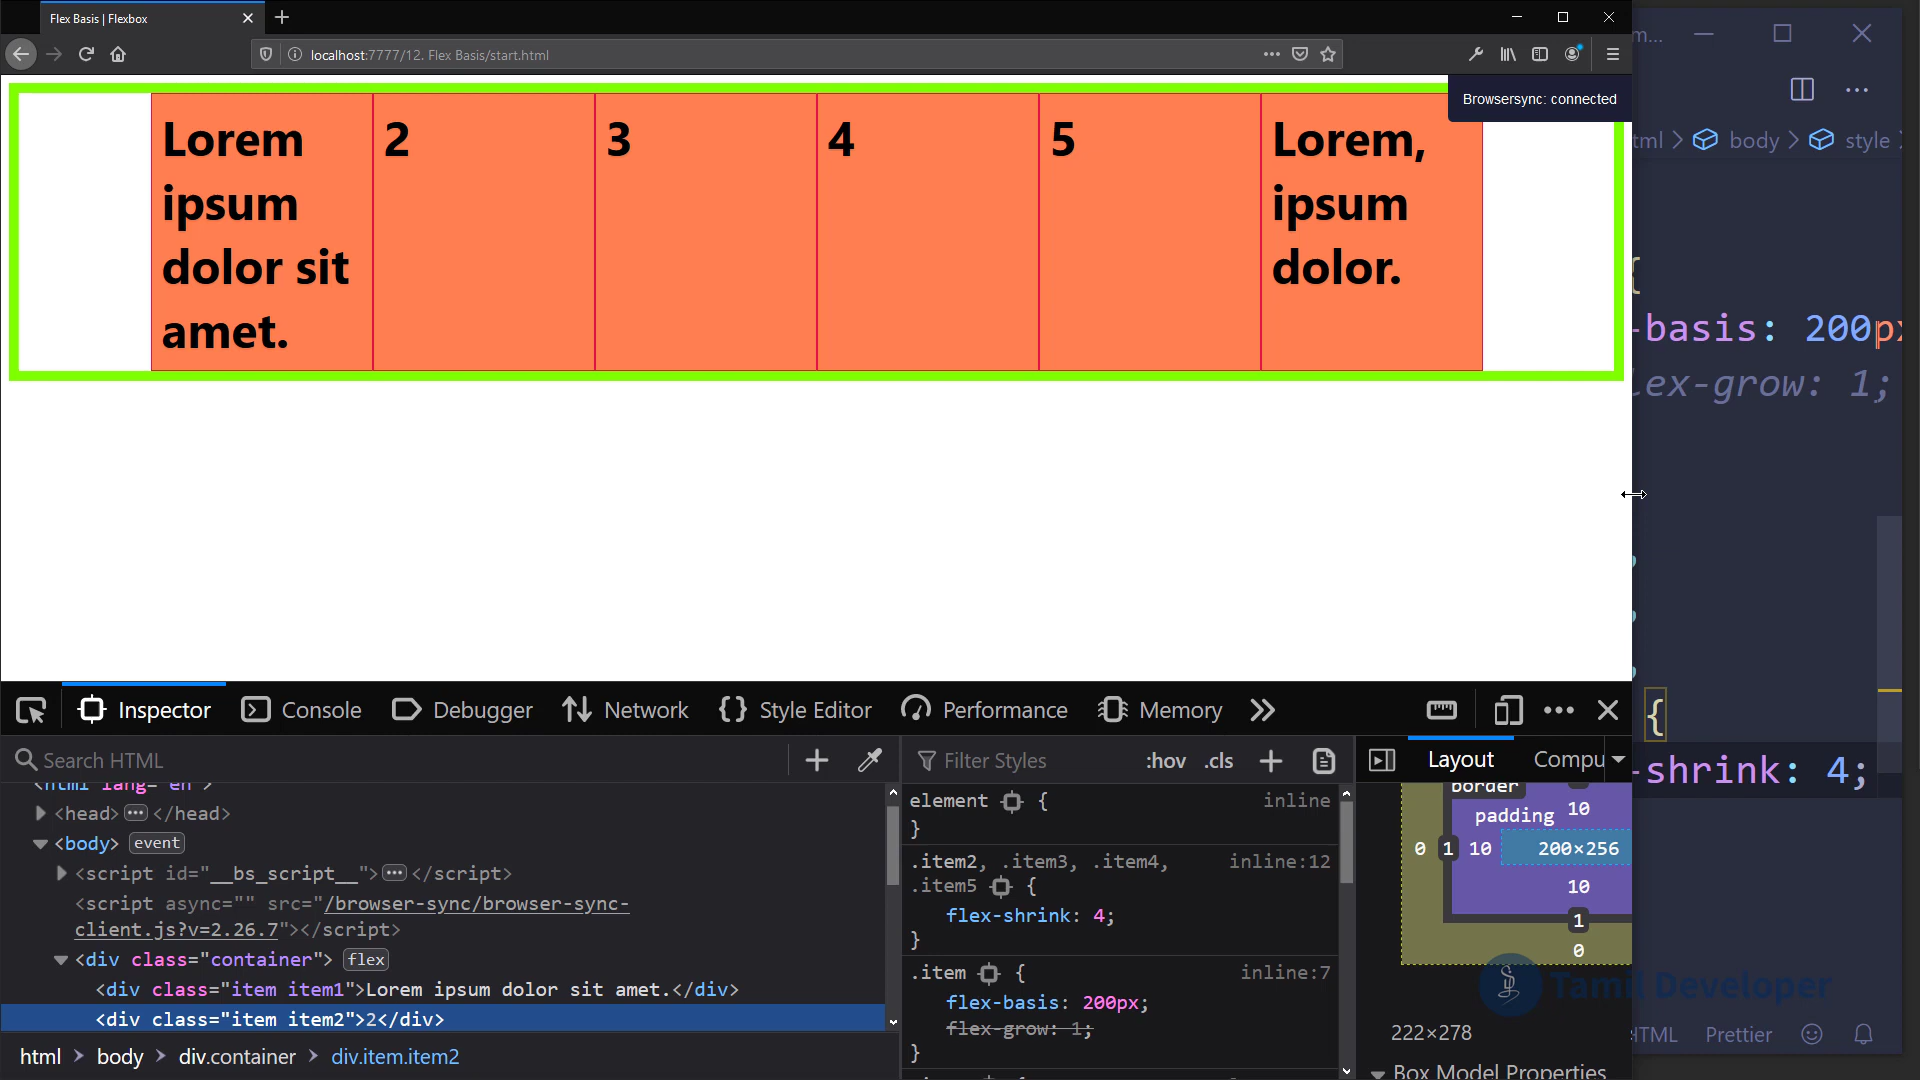 Flex Basis | Flexbox
localhost:7777/12. Flex Basis/start.html
Browsersync: connected
Lorem
ipsum
dolor sit
amet.
2
3
4
5
Lorem,
ipsum
dolor.
body
style
{
-basis: 200px
lex-grow: 1;
{
-shrink: 4;
Inspector
Console
Debugger
Network
Style Editor
Performance
Memory
Search HTML
Filter Styles
:hov .cls
Layout
Compu
<head> </head>
<body> event
<script id="__bs_script__"> </script>
<script async="" src="/browser-sync/browser-sync-
client.js?v=2.26.7"></script>
<div class="container"> flex
<div class="item item1">Lorem ipsum dolor sit amet.</div>
<div class="item item2">2</div>
html
body
div.container
div.item.item2
element { inline
}
.item2, .item3, .item4, inline:12
.item5 {
flex-shrink: 4;
}
.item { inline:7
flex-basis: 200px;
flex-grow: 1;
}
border
10
padding
0
1
10
200×256
10
1
0
222×278
Box Model Properties
Tamil Developer
HTML
Prettier